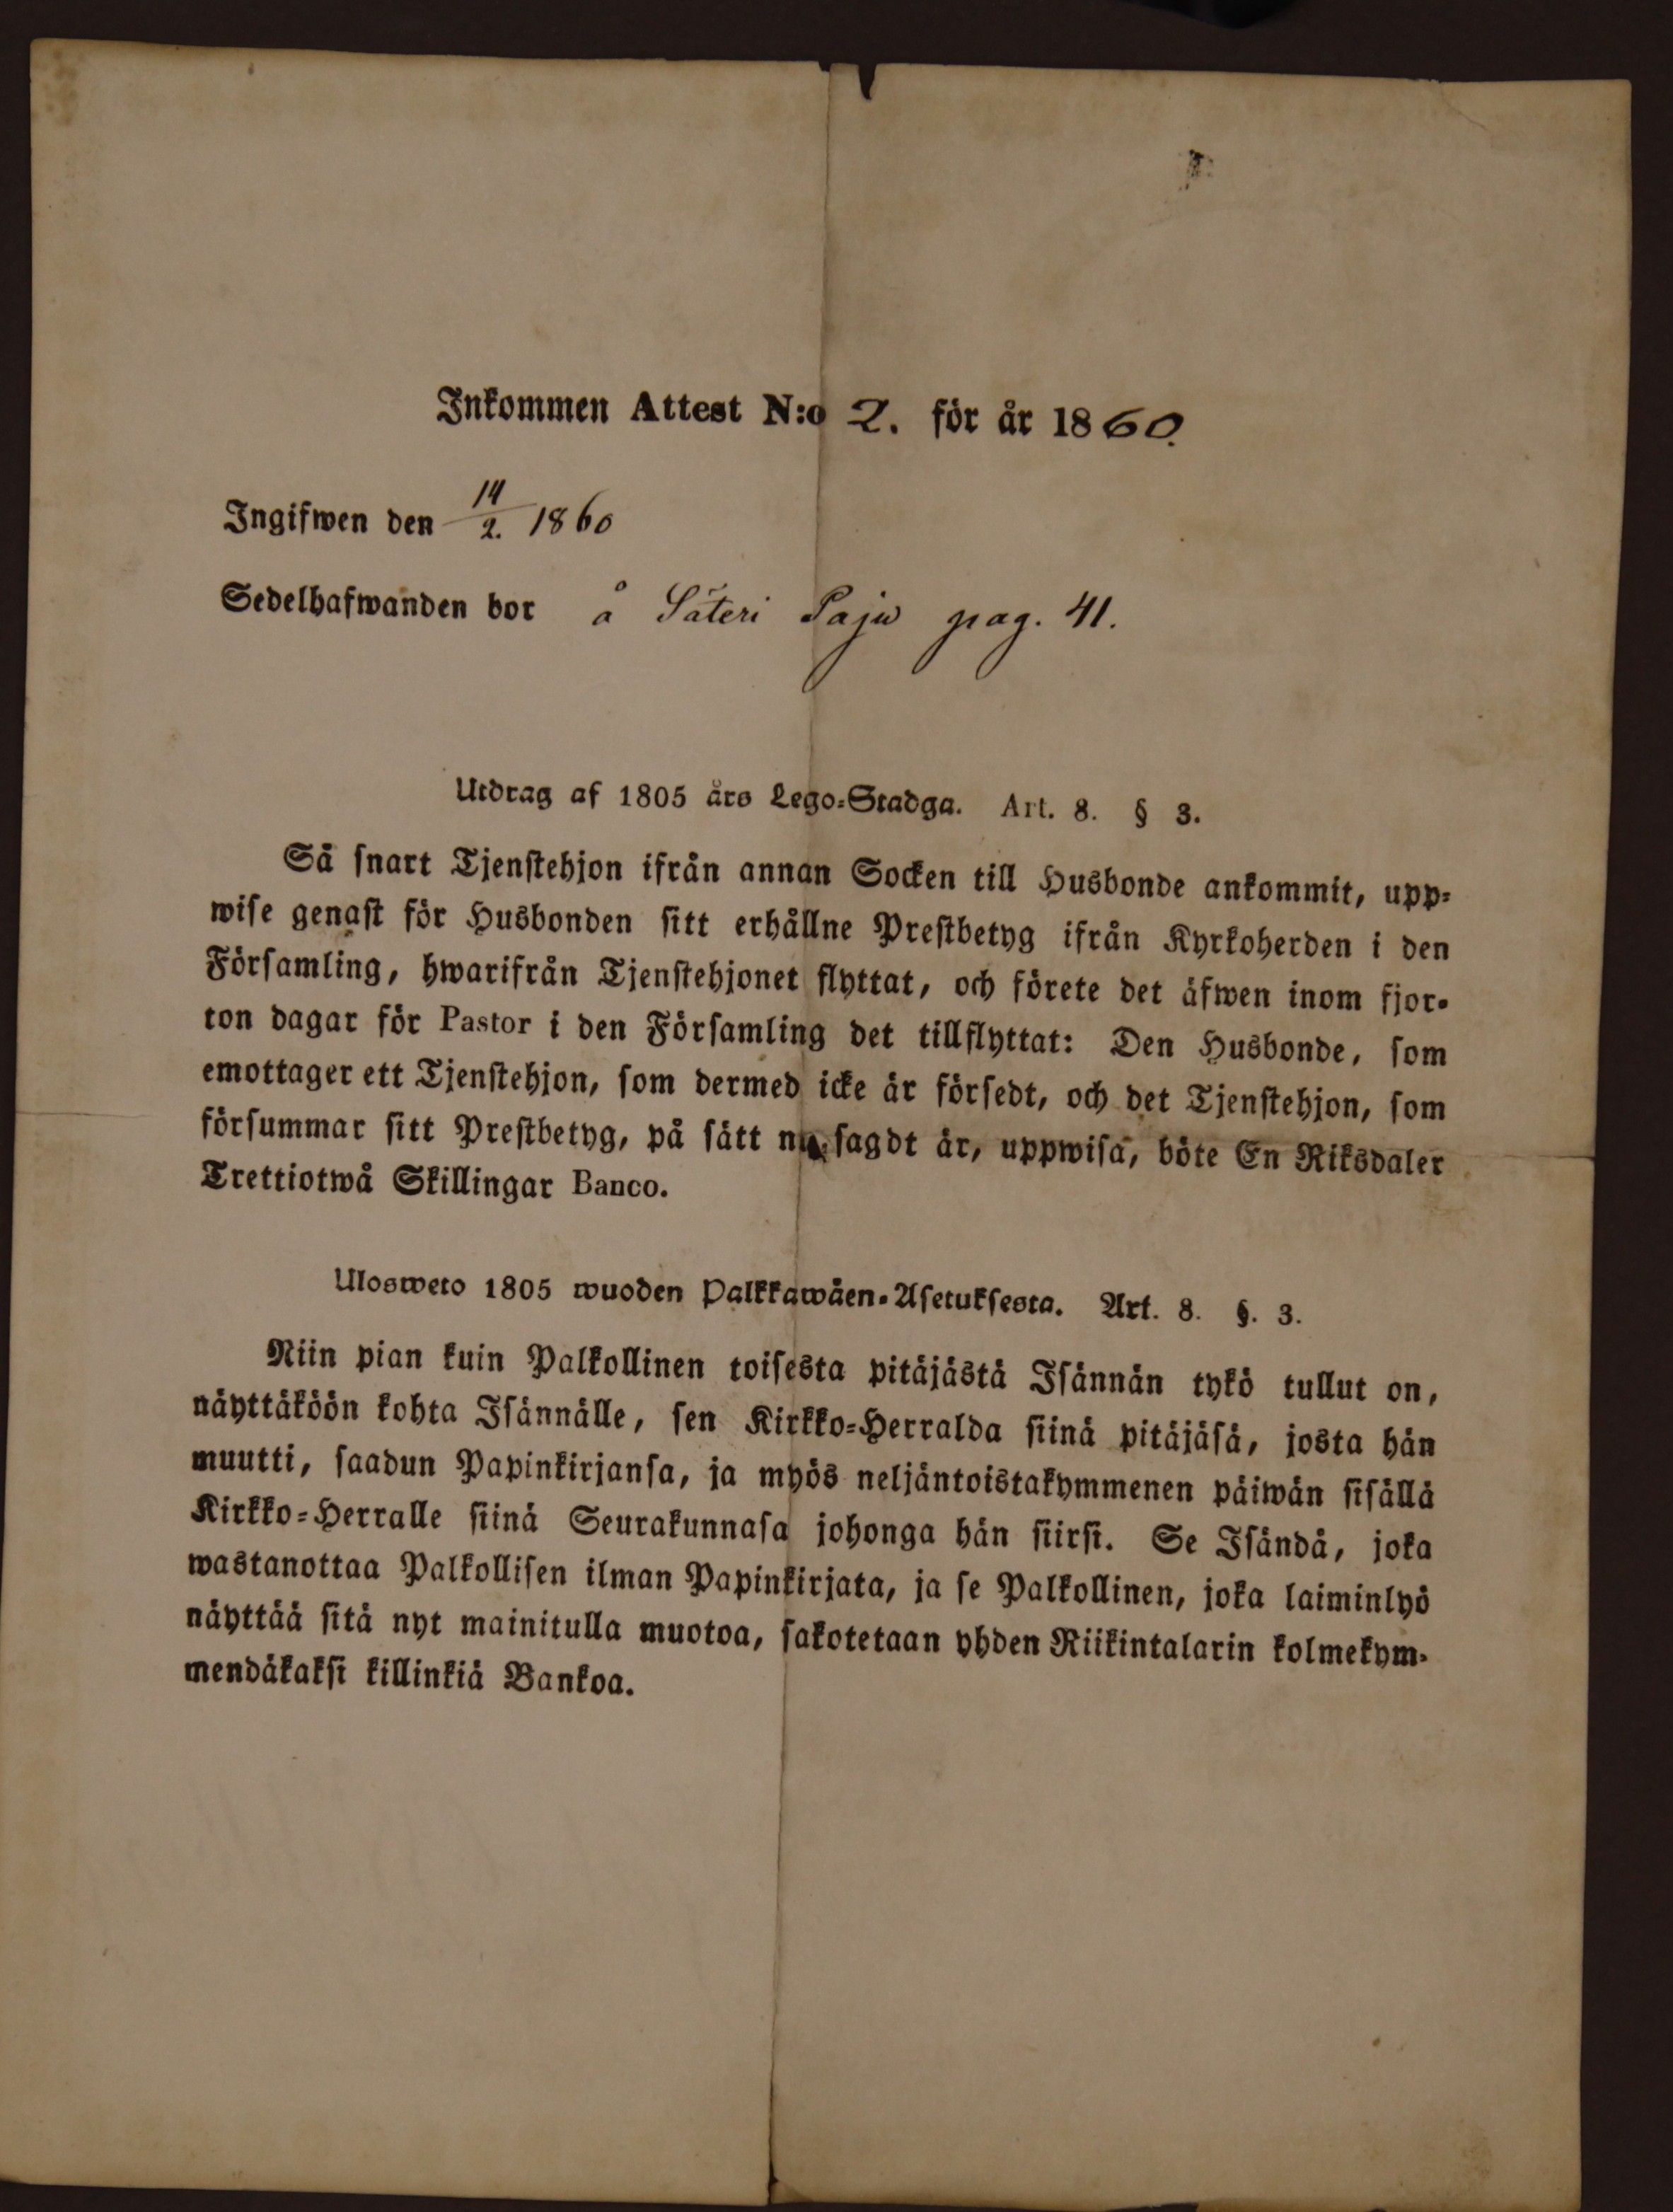 Inkommen Attest N:o 2. för år 1860.
Ingifwen den 14/2. 1860
Sedelhafwanden bor å Säteri Paju pag. 41.
Utdrag af 1805 års Lego-Stadga. Art. 8. § 3.
Så snart Tjenstehjon ifrån annan Socken till Husbonde ankommit, upp-
wise genast för Husbonden sitt erhållne Prestbetyg ifrån Kyrkoherden i den
Församling, hwarifrån Tjenstehjonet flyttat, och förete det äfwen inom fjor-
ton dagar för Pastor i den Församling det tillflyttat: Den Husbonde, som
emottager ett Tjenstehjon, som dermed icke är försedt, och det Tjenstehjon, som
försummar sitt Prestbetyg, på sätt nu sagdt är, uppwisa, böte En Riksdaler
Trettiotwå Skillingar Banco.
Ulosweto 1805 wuoden Palkkawäen-Asetuksesta. Art. 8. §. 3.
Niin pian kuin Palkollinen toisesta pitäjästä Isännän tykö tullut on,
näyttäköön kohta Isännälle, sen Kirkko-Herralda siinä pitäjäsä, josta hän
muutti, saadun Papinkirjansa, ja myös neljäntoistakymmenen päiwän sisällä
Kirkko-Herralle siinä Seurakunnasa johonga hän siirsi. Se Isändä, joka
wastanottaa Palkollisen ilman Papinkirjata, ja se Palkollinen, joka laiminlyö
näyttää sitä nyt mainitulla muotoa, sakotetaan yhden Riikintalarin kolmekym-
mendäkaksi killinkiä Bankoa.